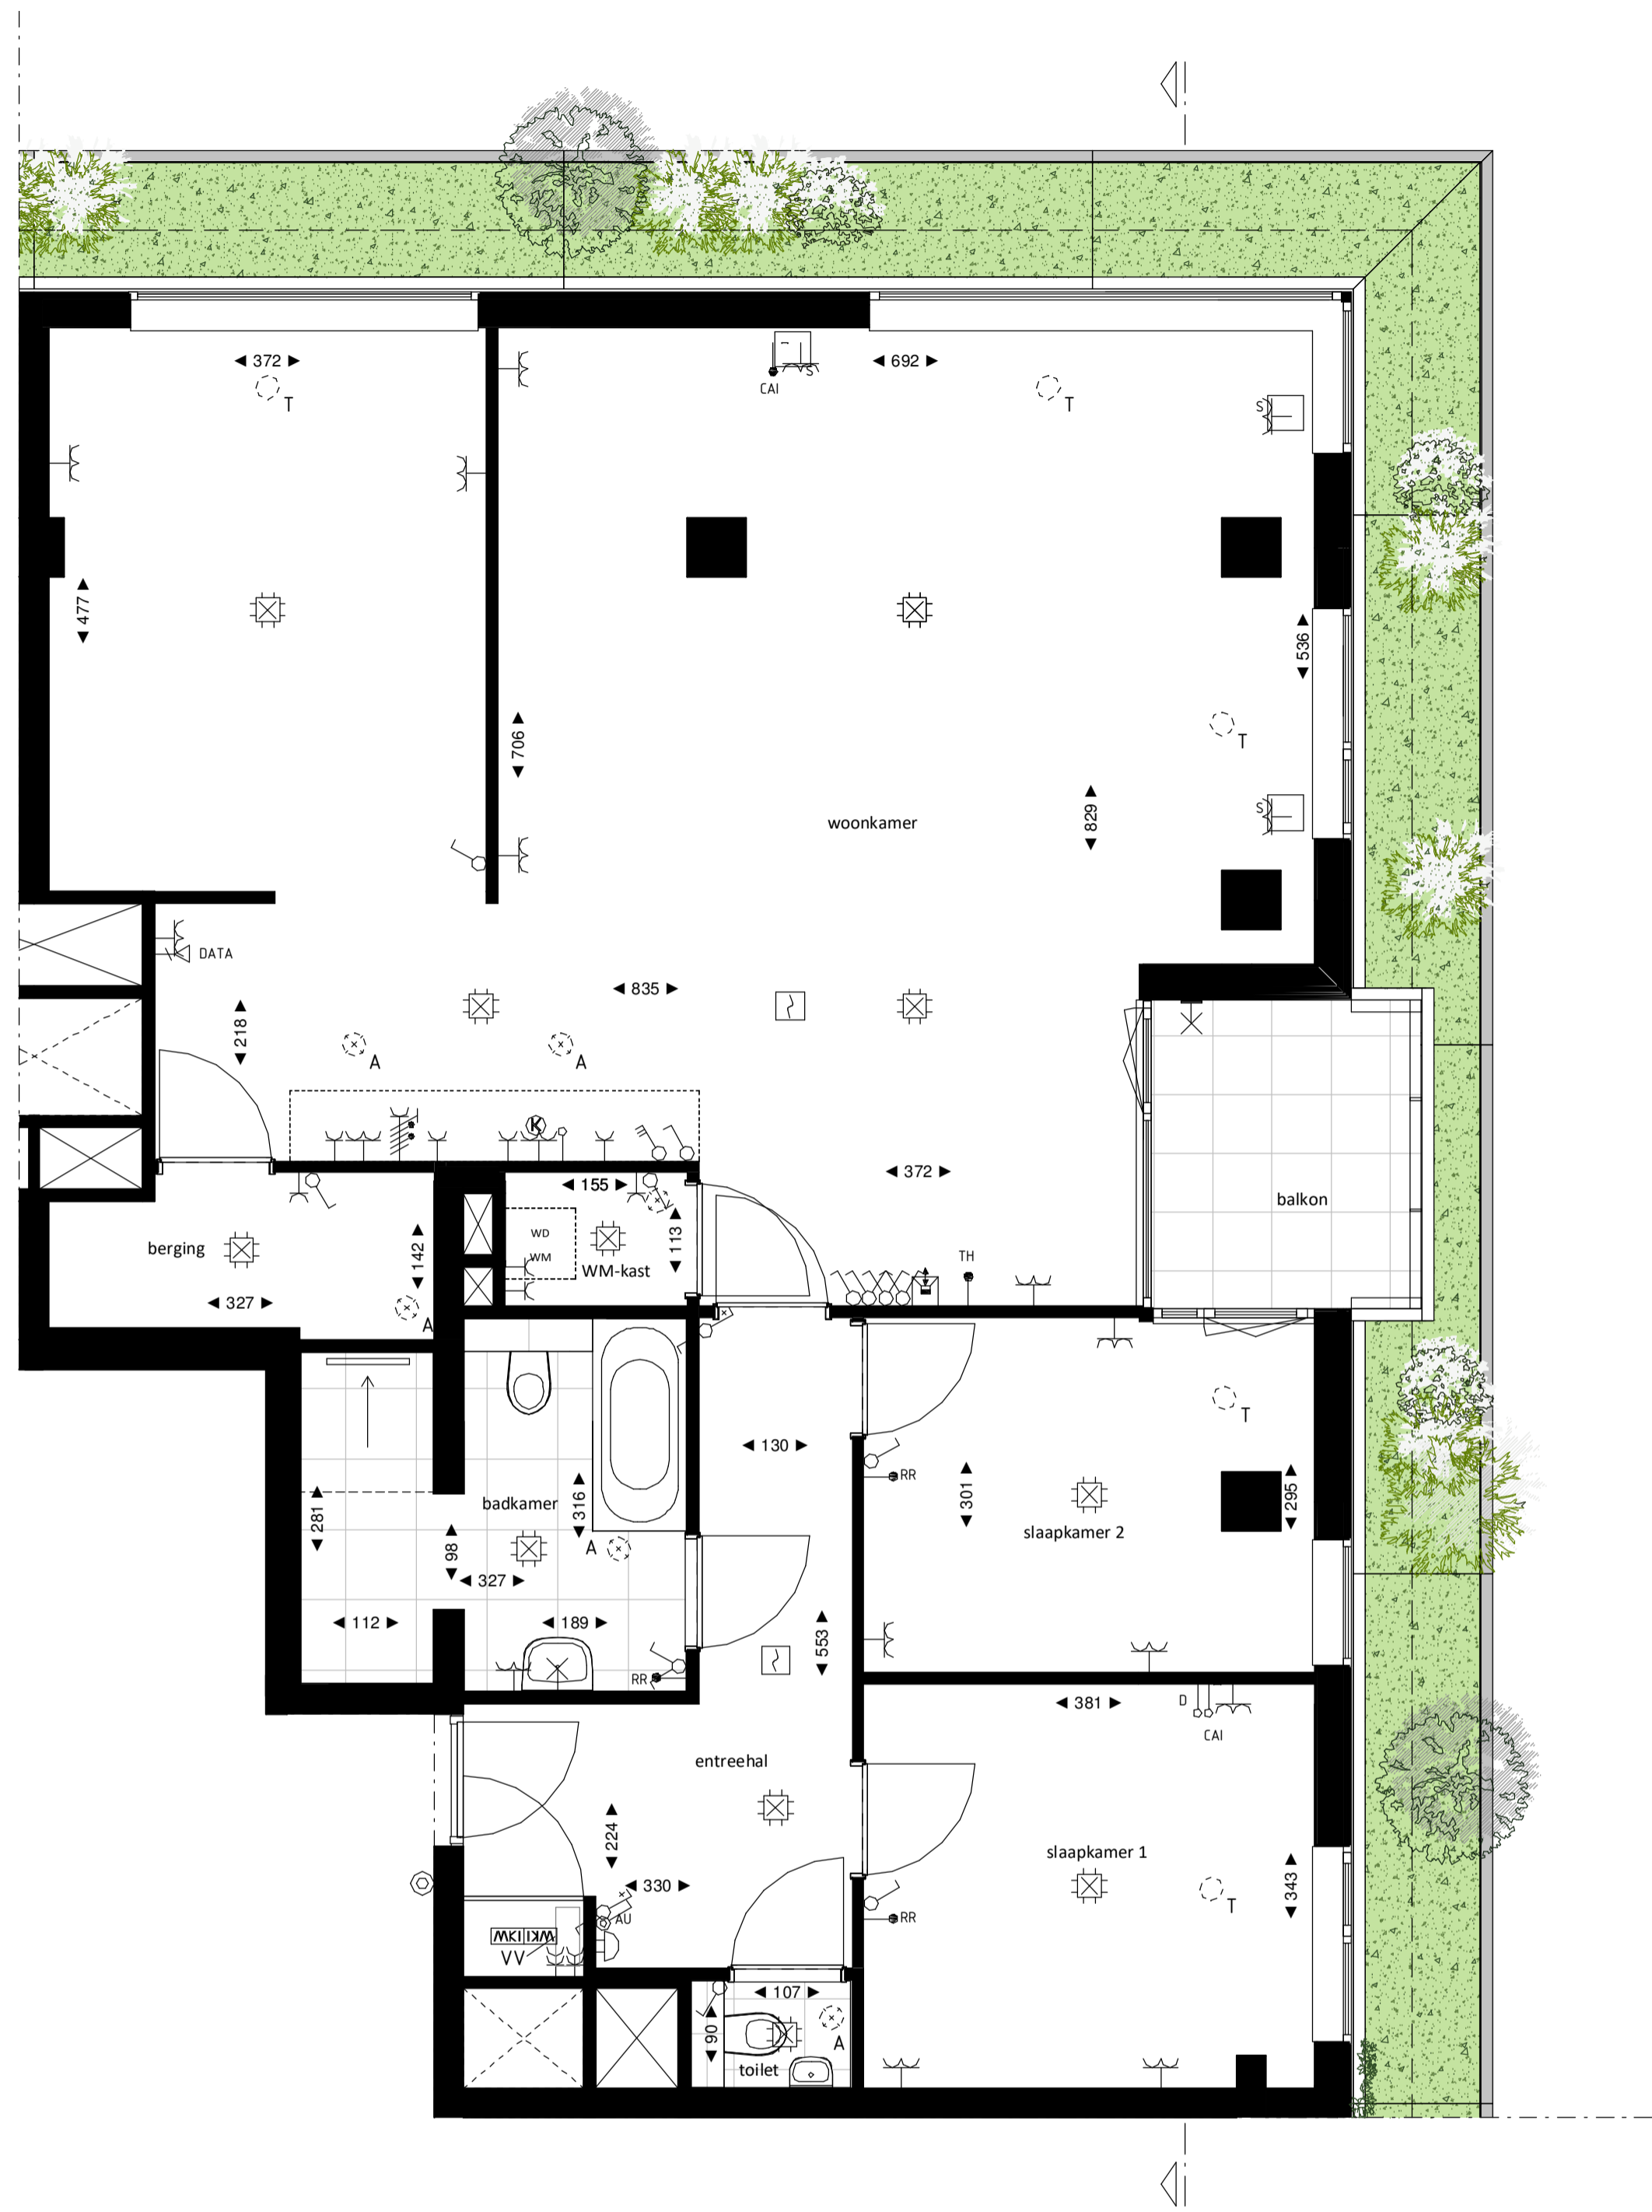 372
692
T
CAI
S
T
S
477
536
706
T
S
829
woonkamer
DATA
835
218
A
A
K
372
155
113
balkon
WD
WM
WM-kast
berging
142
327
A
TH
130
T
RR
301
295
281
badkamer
316
slaapkamer 2
98
A
327
112
189
553
RR
381
D
CAI
entreehal
224
slaapkamer 1
330
343
T
AU
RR
WKI
WKI
VV
107
90
A
toilet